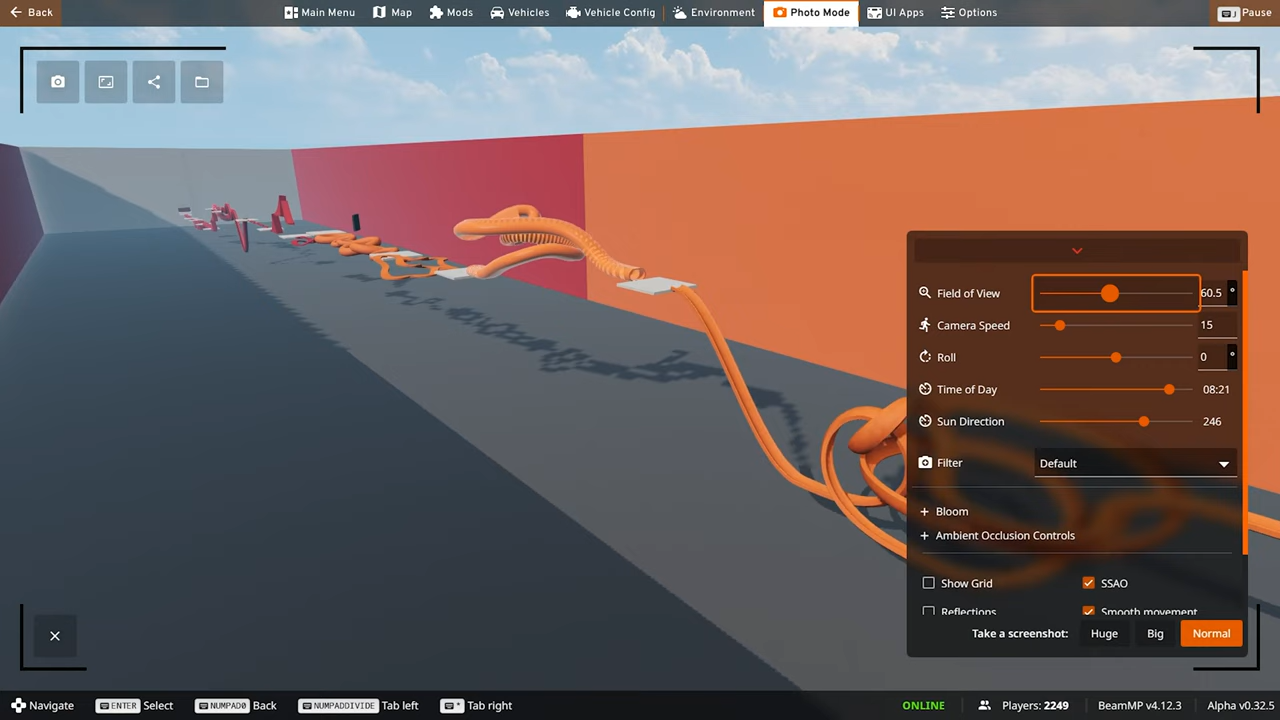 Back
Main Menu
Map
Mods
Vehicles
Vehicle Config
Environment
Photo Mode
UI Apps
Options
J Pause
Field of View 60.5 °
Camera Speed 15
Roll 0 °
Time of Day 08:21
Sun Direction 246
Filter Default
+ Bloom
+ Ambient Occlusion Controls
Show Grid SSAO
Reflections Smooth movement
Take a screenshot: Huge Big Normal
Navigate
ENTER Select
NUMPAD0 Back
NUMPADDIVIDE Tab left
* Tab right
ONLINE
Players: 2249
BeamMP v4.12.3
Alpha v0.32.5